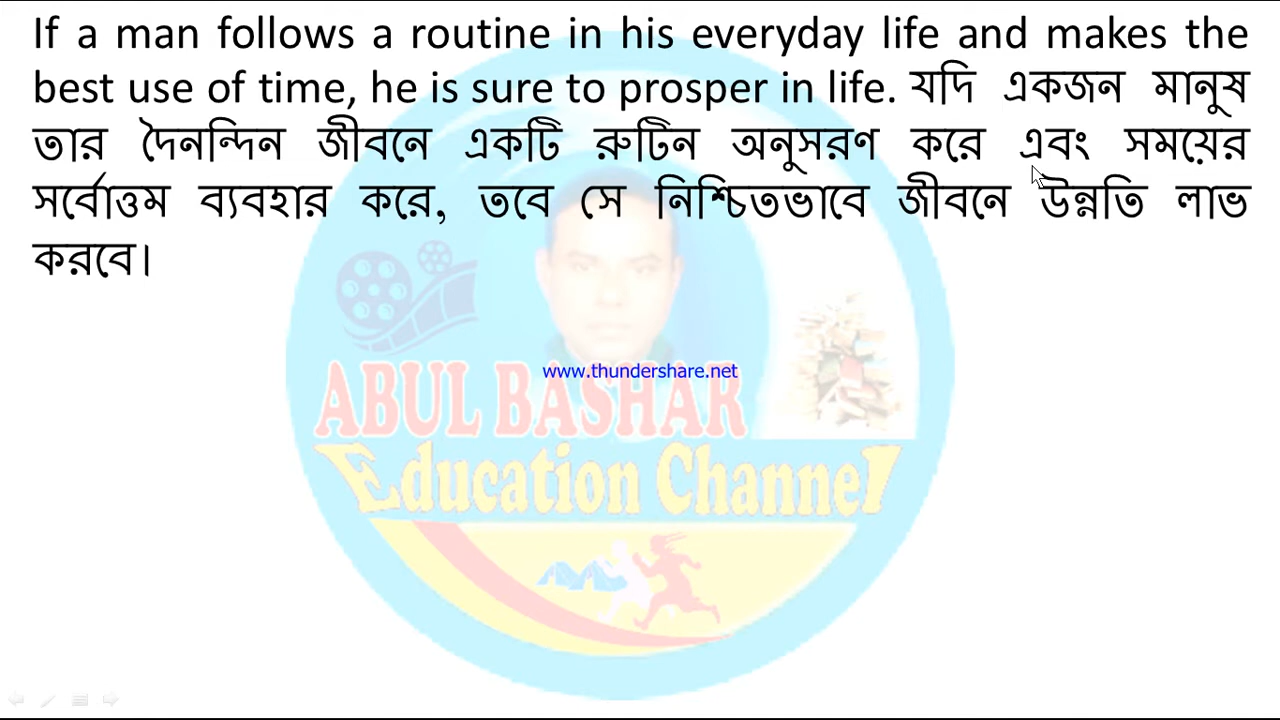 If a man follows a routine in his everyday life and makes the
best use of time, he is sure to prosper in life. যদি একজন মানুষ
তার দৈনন্দিন জীবনে একটি রুটিন অনুসরণ করে এবং সময়ের
সর্বোত্তম ব্যবহার করে, তবে সে নিশ্চিতভাবে জীবনে উন্নতি লাভ
করবে।
www.thundershare.net
ABUL BASHAR
Education Channel